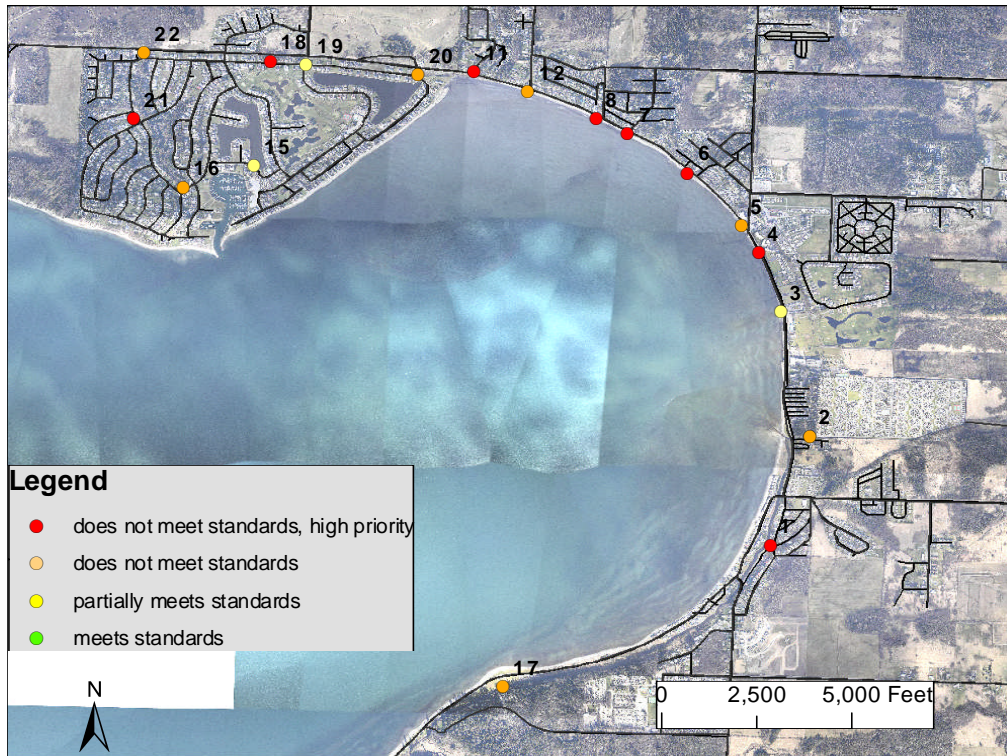 22
18
19
20
11
12
21
8
7
15
16
6
5
4
3
2
Legend
does not meet standards, high priority
1
does not meet standards
partially meets standards
meets standards
17
N
0
2,500
5,000 Feet